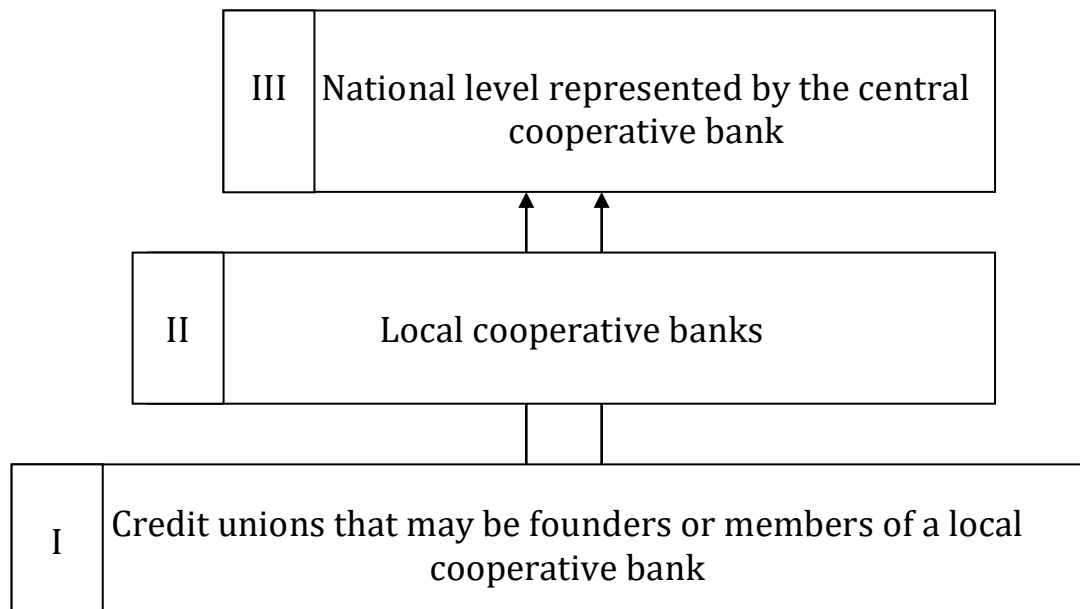 III
National level represented by the central
cooperative bank
II
Local cooperative banks
I
Credit unions that may be founders or members of a local
cooperative bank